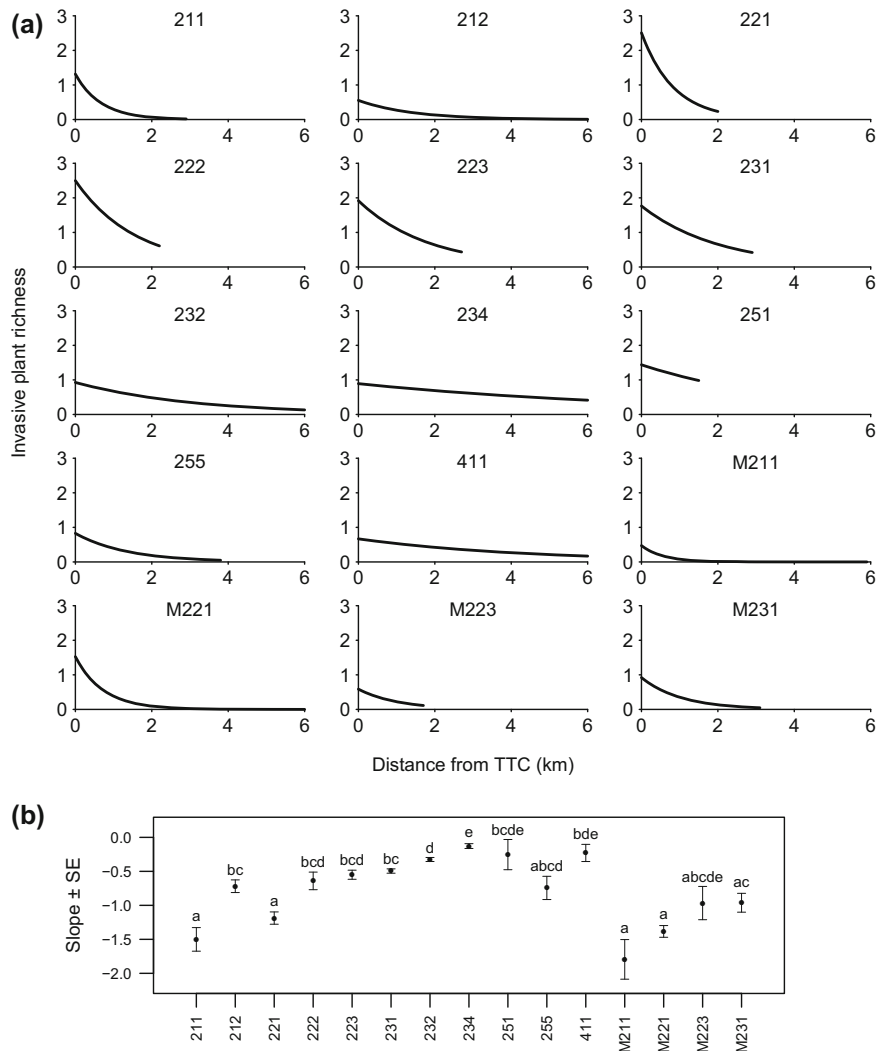 (a)
211
212
221
3
2
1
0
0 2 4 6
3
2
1
0
0 2 4 6
3
2
1
0
0 2 4 6
222
223
231
3
2
1
0
0 2 4 6
3
2
1
0
0 2 4 6
3
2
1
0
0 2 4 6
232
234
251
3
2
1
0
0 2 4 6
3
2
1
0
0 2 4 6
3
2
1
0
0 2 4 6
255
411
M211
3
2
1
0
0 2 4 6
3
2
1
0
0 2 4 6
3
2
1
0
0 2 4 6
M221
M223
M231
3
2
1
0
0 2 4 6
3
2
1
0
0 2 4 6
3
2
1
0
0 2 4 6
Invasive plant richness
Distance from TTC (km)
(b)
Slope ± SE
0.0
−0.5
−1.0
−1.5
−2.0
a bc a bcd bcd bc d e bcde abcd bde a a abcde ac
211 212 221 222 223 231 232 234 251 255 411 M211 M221 M223 M231